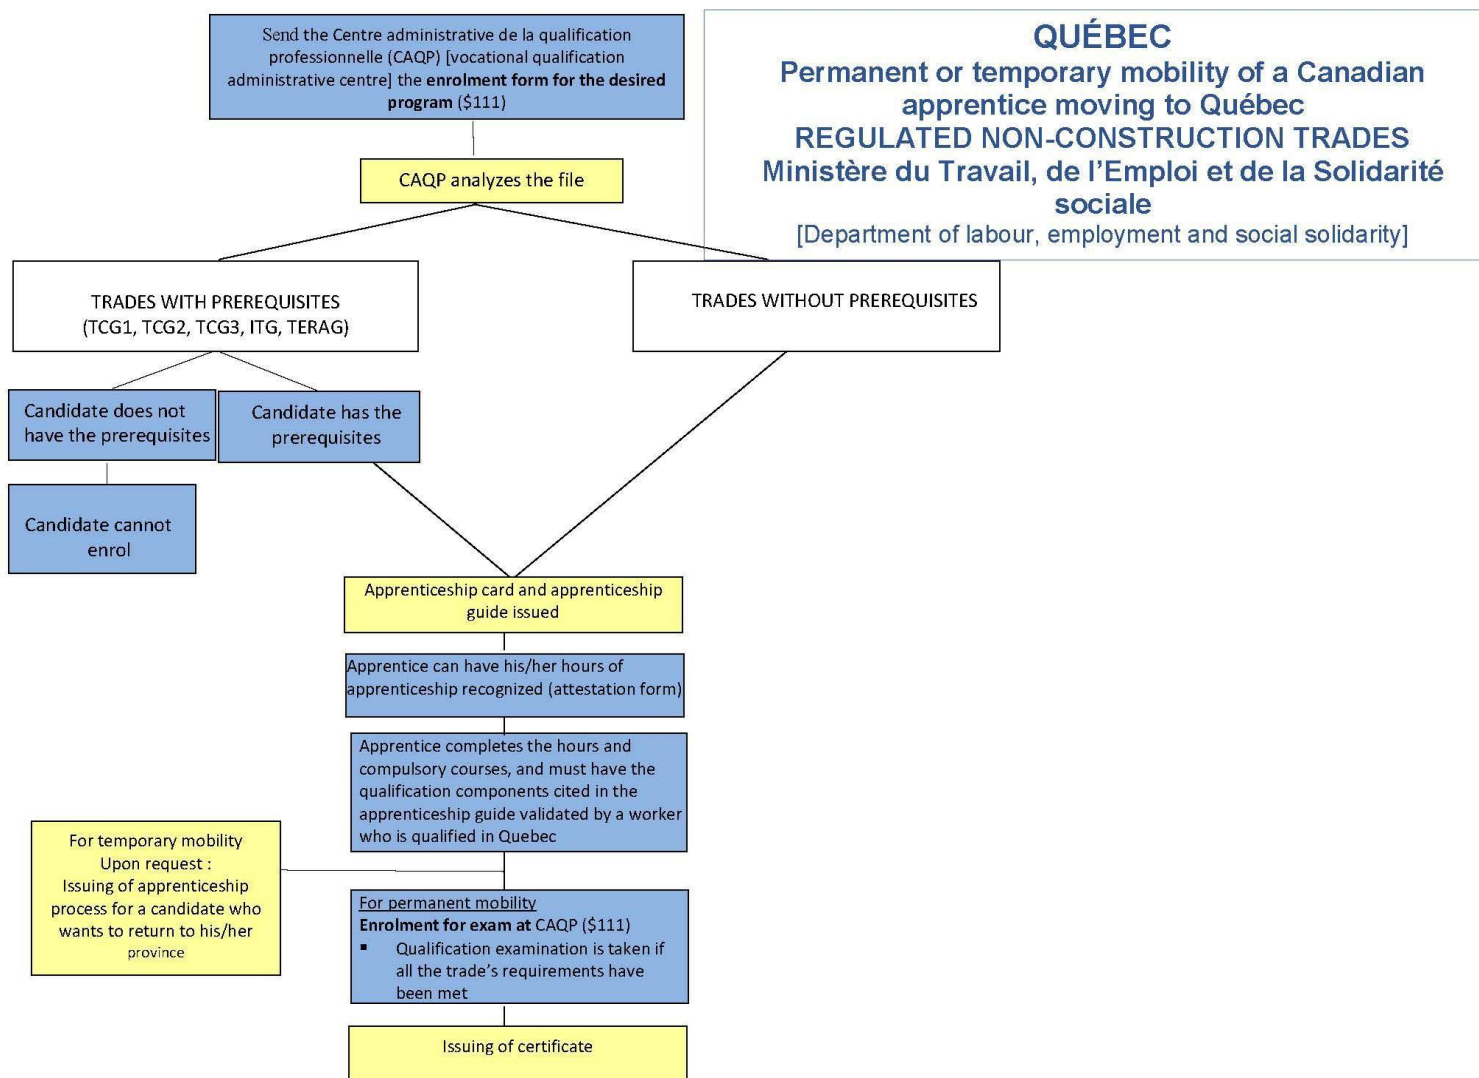 Send the Centre administrative de la qualification
professionnelle (CAQP) [vocational qualification
administrative centre] the enrolment form for the desired
program ($111)
QUÉBEC
Permanent or temporary mobility of a Canadian
apprentice moving to Québec
REGULATED NON-CONSTRUCTION TRADES
Ministère du Travail, de l’Emploi et de la Solidarité
sociale
[Department of labour, employment and social solidarity]
CAQP analyzes the file
TRADES WITH PREREQUISITES
(TCG1, TCG2, TCG3, ITG, TERAG)
TRADES WITHOUT PREREQUISITES
Candidate does not
have the prerequisites
Candidate has the
prerequisites
Candidate cannot
enrol
Apprenticeship card and apprenticeship
guide issued
Apprentice can have his/her hours of
apprenticeship recognized (attestation form)
Apprentice completes the hours and
compulsory courses, and must have the
qualification components cited in the
apprenticeship guide validated by a worker
who is qualified in Quebec
For temporary mobility
Upon request :
Issuing of apprenticeship
process for a candidate who
wants to return to his/her
province
For permanent mobility
Enrolment for exam at CAQP ($111)
▪ Qualification examination is taken if
all the trade’s requirements have
been met
Issuing of certificate